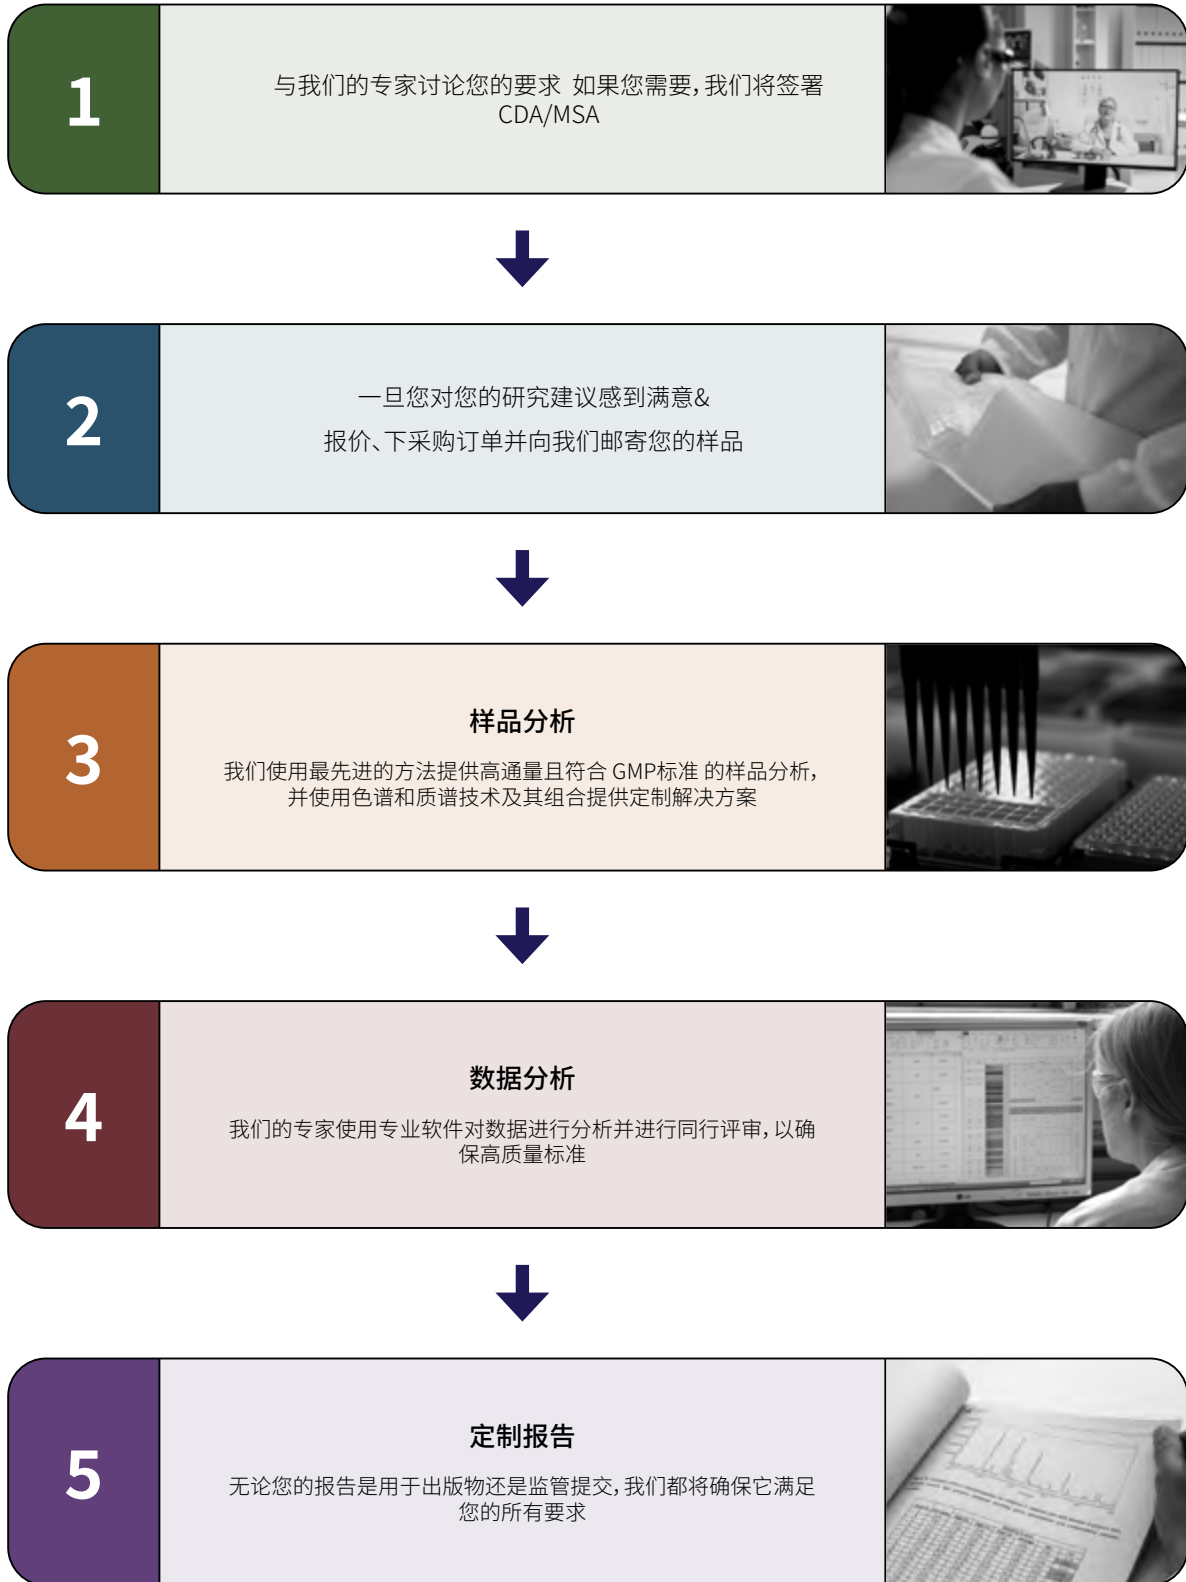 1
与我们的专家讨论您的要求 如果您需要，我们将签署
CDA/MSA
2
一旦您对您的研究建议感到满意&
报价、下采购订单并向我们邮寄您的样品
3
样品分析
我们使用最先进的方法提供高通量且符合 GMP标准 的样品分析，
并使用色谱和质谱技术及其组合提供定制解决方案
4
数据分析
我们的专家使用专业软件对数据进行分析并进行同行评审，以确
保高质量标准
5
定制报告
无论您的报告是用于出版物还是监管提交，我们都将确保它满足
您的所有要求